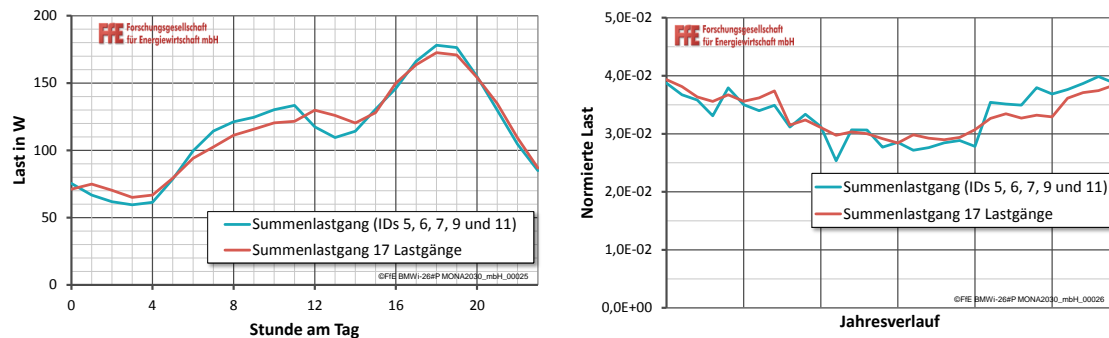 200
150
100
50
0
Last in W
FfE Forschungsgesellschaft
für Energiewirtschaft mbH
Summenlastgang (IDs 5, 6, 7, 9 und 11)
Summenlastgang 17 Lastgänge
©FfE BMWi-26#P MONA2030_mbH_00025
0 4 8 12 16 20
Stunde am Tag
5,0E-02
4,0E-02
3,0E-02
2,0E-02
1,0E-02
0,0E+00
Normierte Last
FfE Forschungsgesellschaft
für Energiewirtschaft mbH
Summenlastgang (IDs 5, 6, 7, 9 und 11)
Summenlastgang 17 Lastgänge
©FfE BMWi-26#P MONA2030_mbH_00026
Jahresverlauf